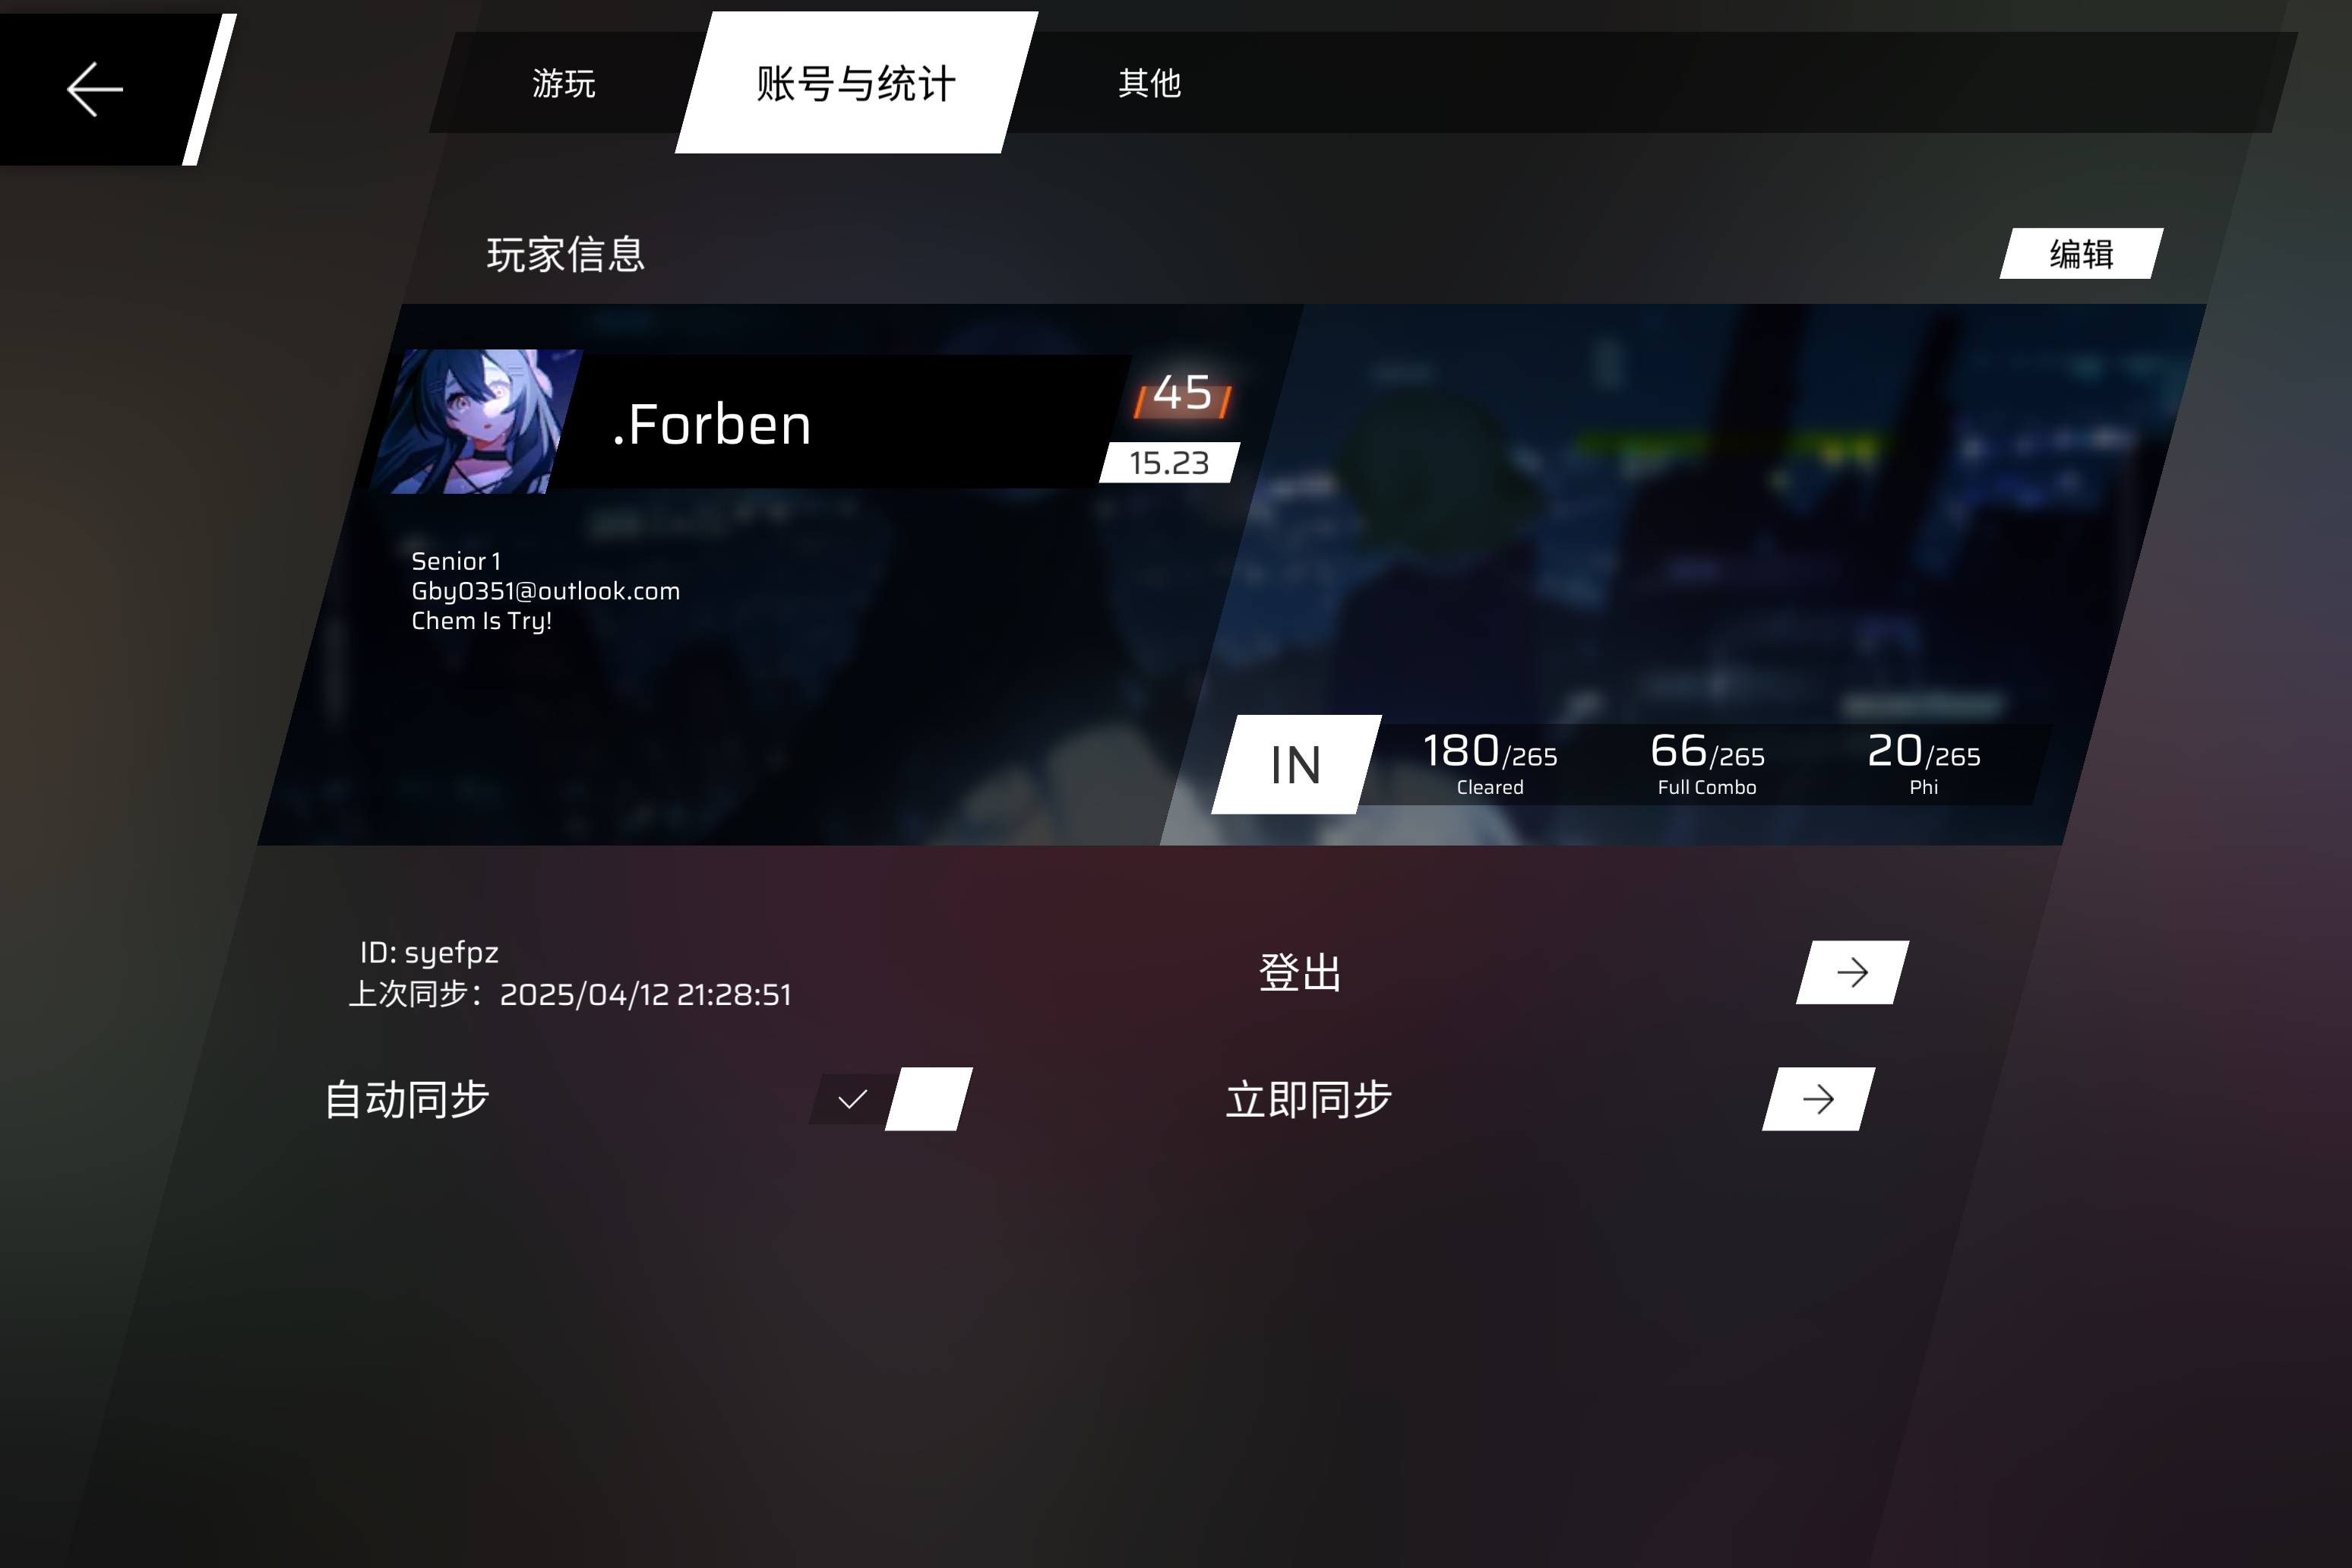 游玩
账号与统计
其他
玩家信息
编辑
.Forben
45
15.23
Senior 1
Gby0351@outlook.com
Chem Is Try!
IN
180/265
Cleared
66/265
Full Combo
20/265
Phi
ID: syefpz
上次同步：2025/04/12 21:28:51
登出
自动同步
立即同步